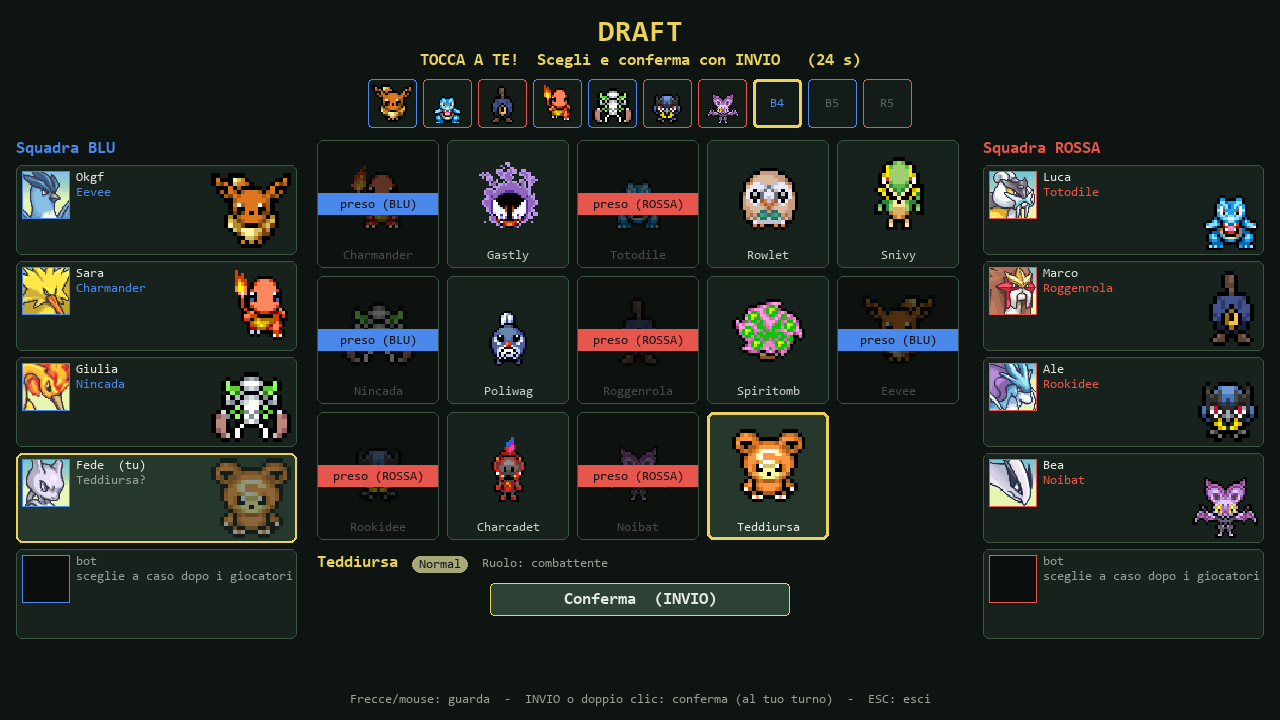 DRAFT
TOCCA A TE!  Scegli e conferma con INVIO   (24 s)
B4
B5
R5
Squadra BLU
Okgf
Eevee
Sara
Charmander
Giulia
Nincada
Fede  (tu)
Teddiursa?
bot
sceglie a caso dopo i giocatori
preso (BLU)
Charmander
Gastly
preso (ROSSA)
Totodile
Rowlet
Snivy
preso (BLU)
Nincada
Poliwag
preso (ROSSA)
Roggenrola
Spiritomb
preso (BLU)
Eevee
preso (ROSSA)
Rookidee
Charcadet
preso (ROSSA)
Noibat
Teddiursa
Teddiursa  Normal  Ruolo: combattente
Conferma  (INVIO)
Squadra ROSSA
Luca
Totodile
Marco
Roggenrola
Ale
Rookidee
Bea
Noibat
bot
sceglie a caso dopo i giocatori
Frecce/mouse: guarda  -  INVIO o doppio clic: conferma (al tuo turno)  -  ESC: esci